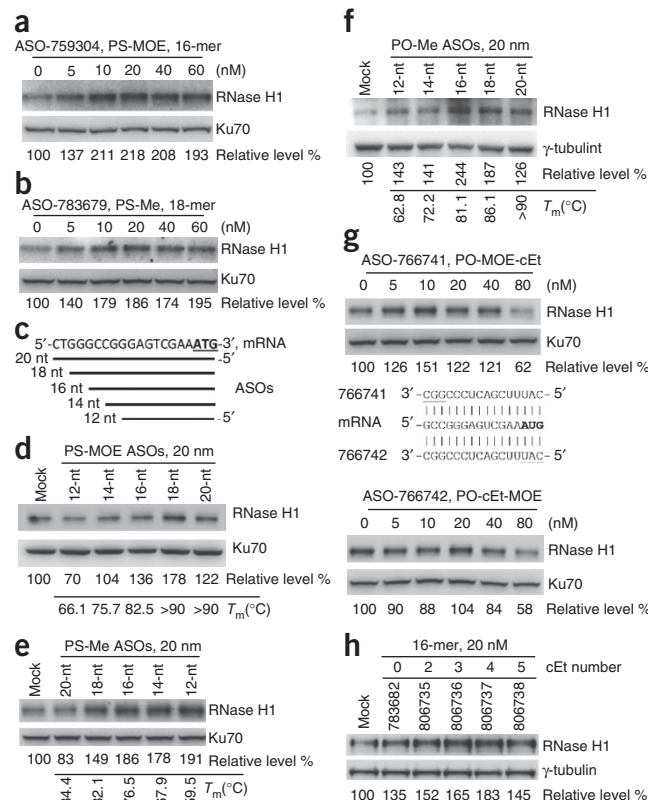 a
ASO-759304, PS-MOE, 16-mer
0 5 10 20 40 60 (nM)
RNase H1
Ku70
100 137 211 218 208 193 Relative level %
b
ASO-783679, PS-Me, 18-mer
0 5 10 20 40 60 (nM)
RNase H1
Ku70
100 140 179 186 174 195 Relative level %
c
5′-CTGGGCCGGGAGTCGAAATG-3′, mRNA
20 nt -5′
18 nt
16 nt ASOs
14 nt
12 nt -5′
d
PS-MOE ASOs, 20 nm
Mock 12-nt 14-nt 16-nt 18-nt 20-nt
RNase H1
Ku70
100 70 104 136 178 122 Relative level %
66.1 75.7 82.5 >90 >90 Tm(°C)
e
PS-Me ASOs, 20 nm
Mock 20-nt 18-nt 16-nt 14-nt 12-nt
RNase H1
Ku70
100 83 149 186 178 191 Relative level %
Tm(°C)
f
PO-Me ASOs, 20 nm
Mock 12-nt 14-nt 16-nt 18-nt 20-nt
RNase H1
γ-tubulint
100 143 141 244 187 126 Relative level %
62.8 72.2 81.1 86.1 >90 Tm(°C)
g
ASO-766741, PO-MOE-cEt
0 5 10 20 40 80 (nM)
RNase H1
Ku70
100 126 151 122 121 62 Relative level %
766741 3′-CGGCCCUCAGCUUUAC-5′
mRNA -GCCGGGAGUCGAAAUG
766742 3′-CGGCCCUCAGCUUUAC-5′
ASO-766742, PO-cEt-MOE
0 5 10 20 40 80 (nM)
RNase H1
Ku70
100 90 88 104 84 58 Relative level %
h
16-mer, 20 nM
0 2 3 4 5 cEt number
Mock 783682 806735 806736 806737 806738
RNase H1
γ-tubulin
100 135 152 165 183 145 Relative level %